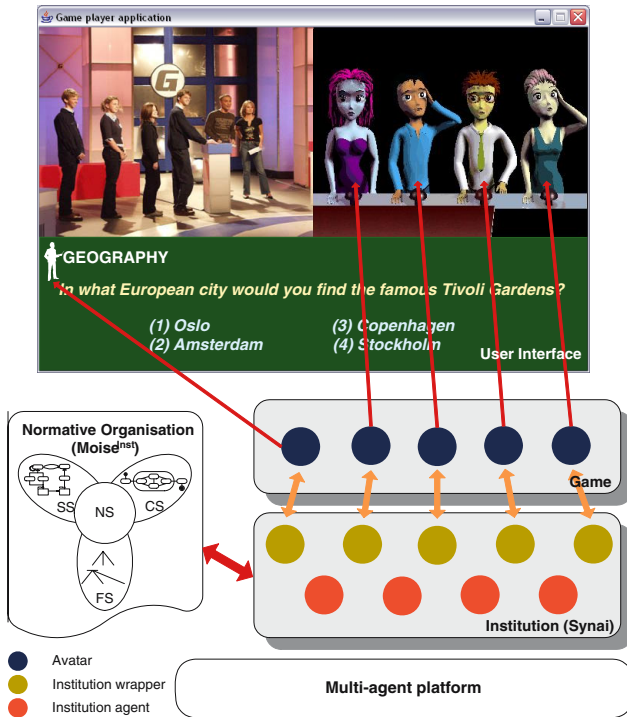 Game player application
G
GEOGRAPHY
In what European city would you find the famous Tivoli Gardens?
(1) Oslo
(3) Copenhagen
(2) Amsterdam
(4) Stockholm
User Interface
Normative Organisation
(Moise^Inst)
SS
NS
CS
FS
Game
Institution (Synai)
Avatar
Institution wrapper
Institution agent
Multi-agent platform